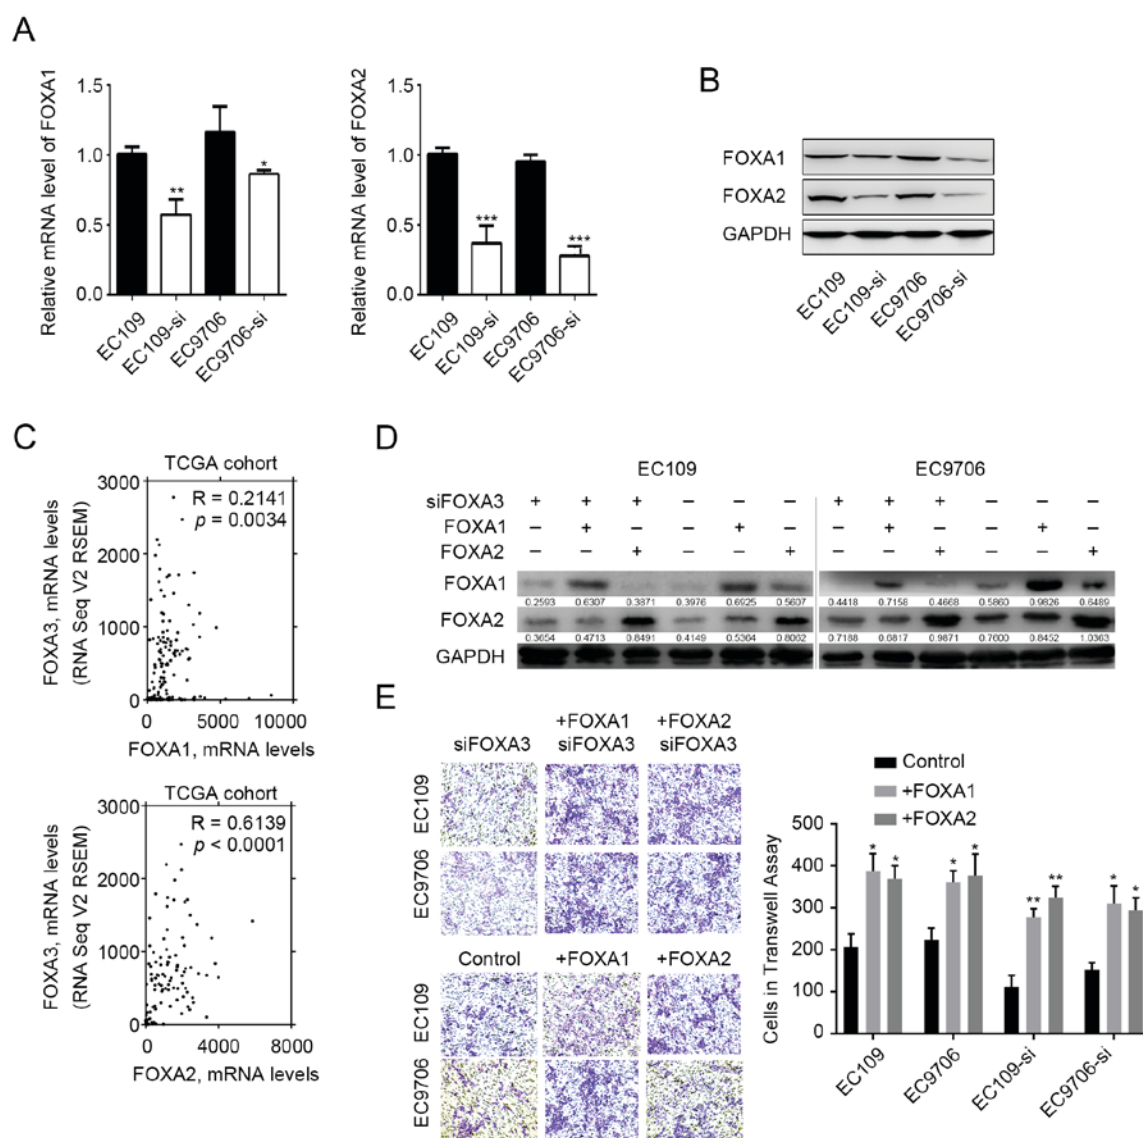 A
Relative mRNA level of FOXA1
1.5
1.0
0.5
0.0
**
*
EC109
EC109-si
EC9706
EC9706-si
Relative mRNA level of FOXA2
1.5
1.0
0.5
0.0
***
***
EC109
EC109-si
EC9706
EC9706-si
B
FOXA1
FOXA2
GAPDH
EC109
EC109-si
EC9706
EC9706-si
C
TCGA cohort
R = 0.2141
p = 0.0034
FOXA3, mRNA levels
(RNA Seq V2 RSEM)
3000
2000
1000
0
0 5000 10000
FOXA1, mRNA levels
TCGA cohort
R = 0.6139
p < 0.0001
FOXA3, mRNA levels
(RNA Seq V2 RSEM)
3000
2000
1000
0
0 4000 8000
FOXA2, mRNA levels
D
EC109 EC9706
siFOXA3 + + + − − − + + + − − −
FOXA1 − + − − + − − + − − + −
FOXA2 − − + − − + − − + − − +
FOXA1
0.2593 0.6307 0.3871 0.3976 0.6925 0.5607 0.4418 0.7158 0.4668 0.5860 0.9826 0.6489
FOXA2
0.3654 0.4713 0.8491 0.4149 0.5364 0.8062 0.7188 0.6817 0.9871 0.7600 0.8452 1.0363
GAPDH
E
+FOXA1 +FOXA2
siFOXA3 siFOXA3 siFOXA3
EC109
EC9706
Control +FOXA1 +FOXA2
EC109
EC9706
Control
+FOXA1
+FOXA2
Cells in Transwell Assay
500
400
300
200
100
0
* * * * ** ** * *
EC109
EC9706
EC109-si
EC9706-si